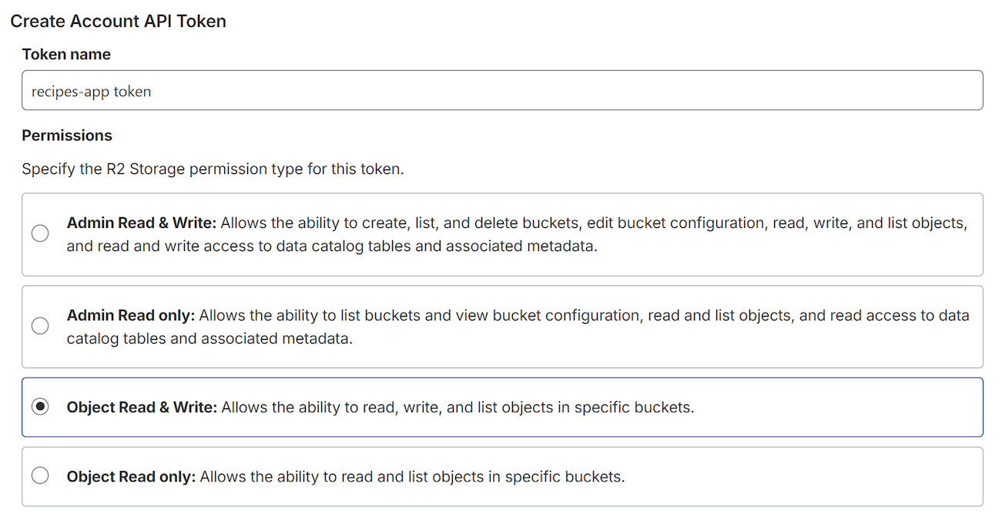 Create Account API Token
Token name
recipes-app token
Permissions
Specify the R2 Storage permission type for this token.
Admin Read & Write: Allows the ability to create, list, and delete buckets, edit bucket configuration, read, write, and list objects,
and read and write access to data catalog tables and associated metadata.
Admin Read only: Allows the ability to list buckets and view bucket configuration, read and list objects, and read access to data
catalog tables and associated metadata.
Object Read & Write: Allows the ability to read, write, and list objects in specific buckets.
Object Read only: Allows the ability to read and list objects in specific buckets.